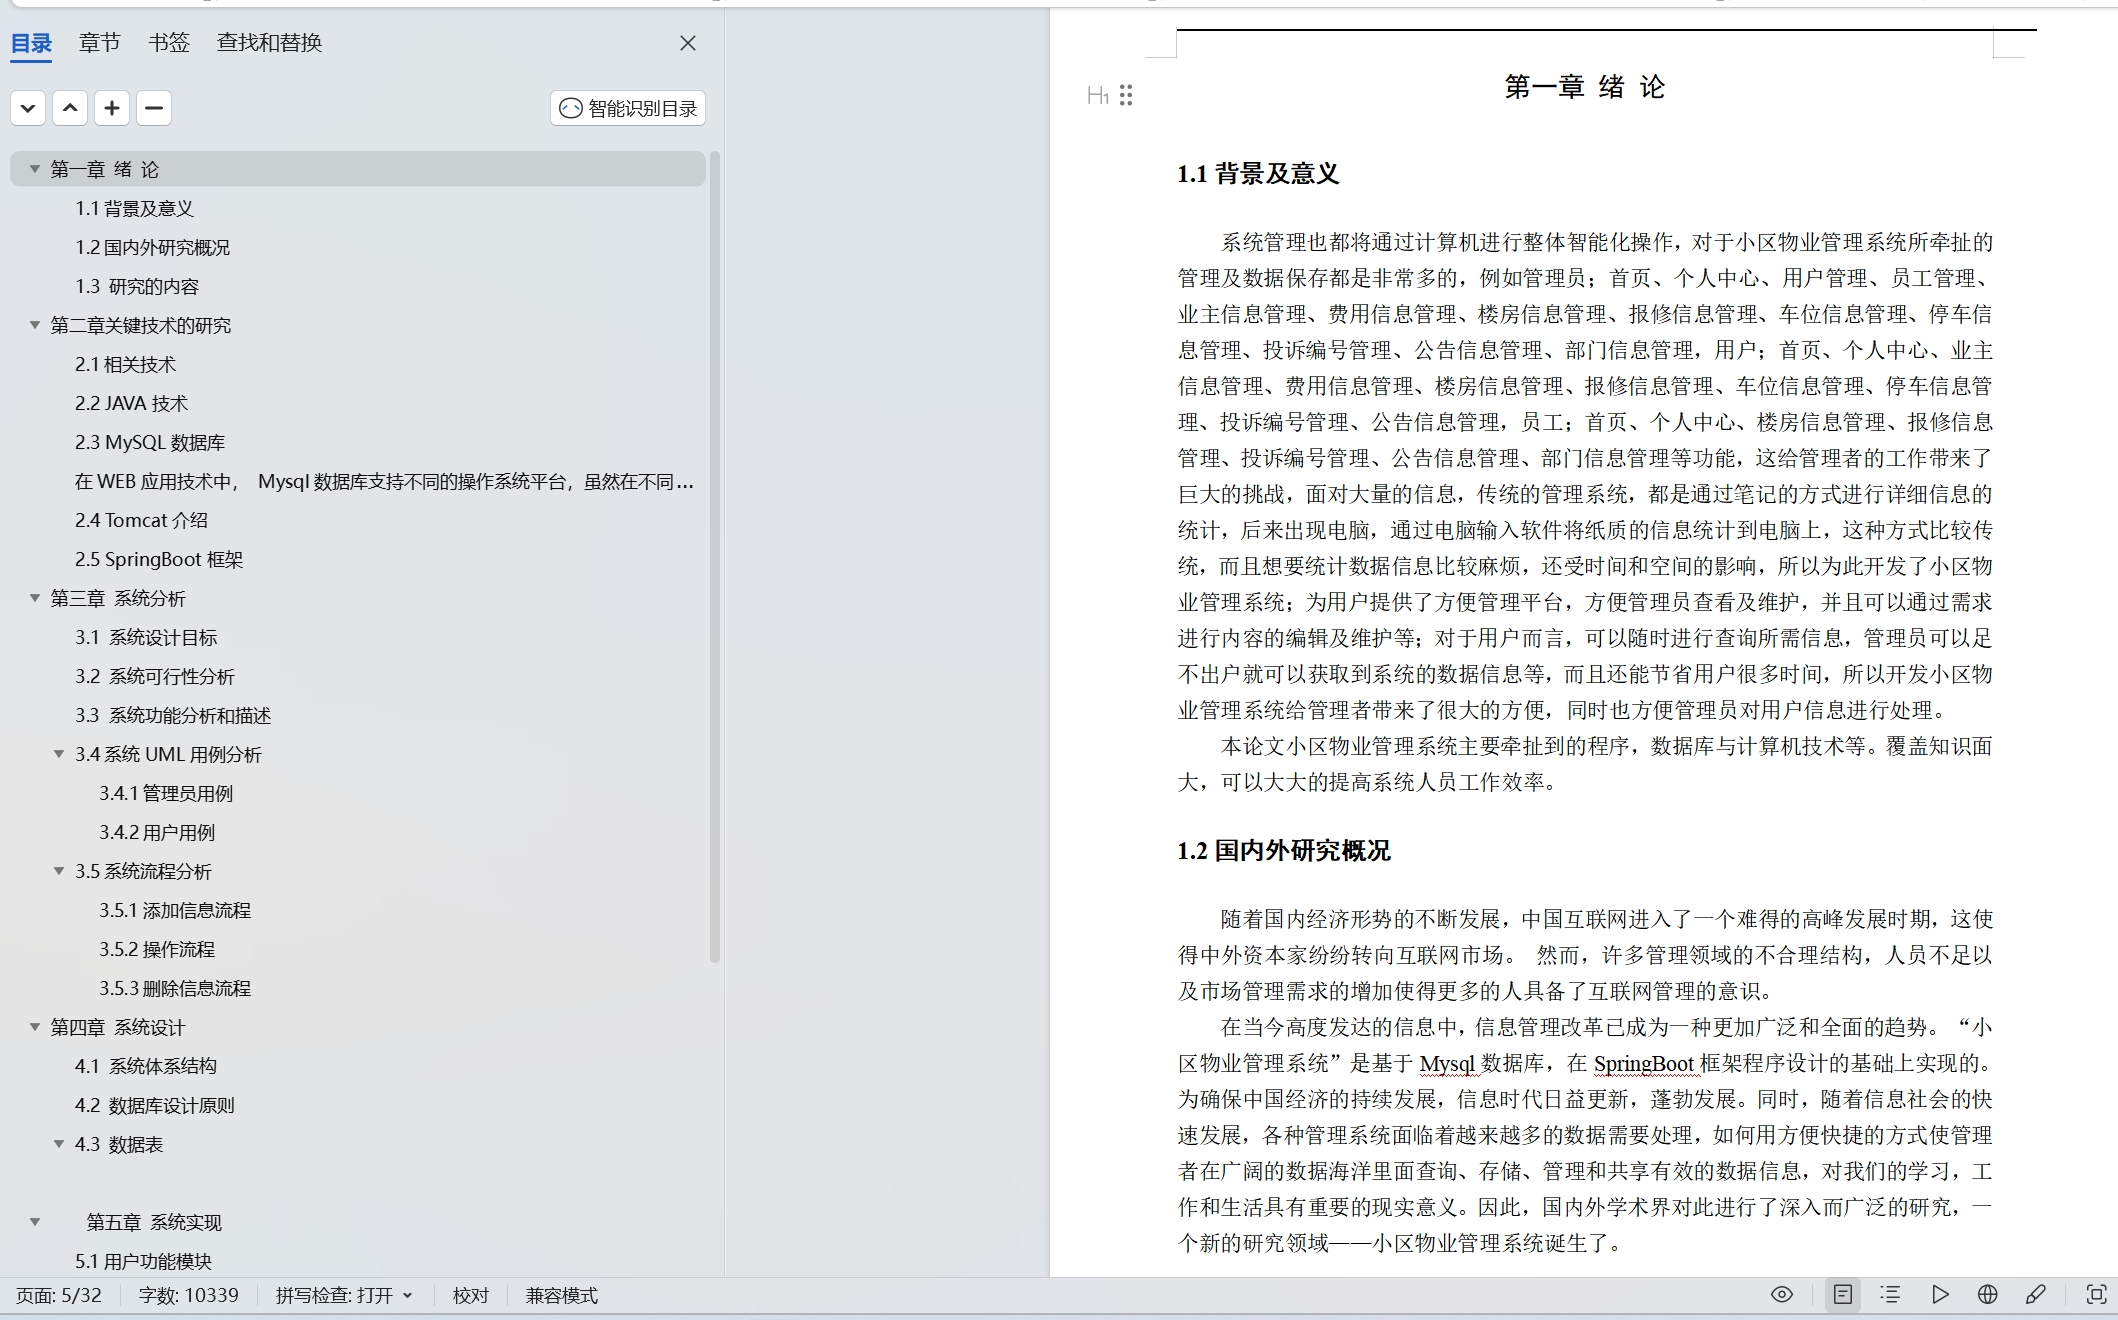 目录 章节 书签 查找和替换
智能识别目录
第一章 绪 论
1.1 背景及意义
1.2 国内外研究概况
1.3 研究的内容
第二章关键技术的研究
2.1 相关技术
2.2 JAVA 技术
2.3 MySQL 数据库
在 WEB 应用技术中， Mysql 数据库支持不同的操作系统平台，虽然在不同...
2.4 Tomcat 介绍
2.5 SpringBoot 框架
第三章 系统分析
3.1 系统设计目标
3.2 系统可行性分析
3.3 系统功能分析和描述
3.4 系统 UML 用例分析
3.4.1 管理员用例
3.4.2 用户用例
3.5 系统流程分析
3.5.1 添加信息流程
3.5.2 操作流程
3.5.3 删除信息流程
第四章 系统设计
4.1 系统体系结构
4.2 数据库设计原则
4.3 数据表
第五章 系统实现
5.1 用户功能模块
H1
第一章 绪 论
1.1 背景及意义
系统管理也都将通过计算机进行整体智能化操作，对于小区物业管理系统所牵扯的
管理及数据保存都是非常多的，例如管理员；首页、个人中心、用户管理、员工管理、
业主信息管理、费用信息管理、楼房信息管理、报修信息管理、车位信息管理、停车信
息管理、投诉编号管理、公告信息管理、部门信息管理，用户；首页、个人中心、业主
信息管理、费用信息管理、楼房信息管理、报修信息管理、车位信息管理、停车信息管
理、投诉编号管理、公告信息管理，员工；首页、个人中心、楼房信息管理、报修信息
管理、投诉编号管理、公告信息管理、部门信息管理等功能，这给管理者的工作带来了
巨大的挑战，面对大量的信息，传统的管理系统，都是通过笔记的方式进行详细信息的
统计，后来出现电脑，通过电脑输入软件将纸质的信息统计到电脑上，这种方式比较传
统，而且想要统计数据信息比较麻烦，还受时间和空间的影响，所以为此开发了小区物
业管理系统；为用户提供了方便管理平台，方便管理员查看及维护，并且可以通过需求
进行内容的编辑及维护等；对于用户而言，可以随时进行查询所需信息，管理员可以足
不出户就可以获取到系统的数据信息等，而且还能节省用户很多时间，所以开发小区物
业管理系统给管理者带来了很大的方便，同时也方便管理员对用户信息进行处理。
本论文小区物业管理系统主要牵扯到的程序，数据库与计算机技术等。覆盖知识面
大，可以大大的提高系统人员工作效率。
1.2 国内外研究概况
随着国内经济形势的不断发展，中国互联网进入了一个难得的高峰发展时期，这使
得中外资本家纷纷转向互联网市场。 然而，许多管理领域的不合理结构，人员不足以
及市场管理需求的增加使得更多的人具备了互联网管理的意识。
在当今高度发达的信息中，信息管理改革已成为一种更加广泛和全面的趋势。 “小
区物业管理系统”是基于 Mysql 数据库，在 SpringBoot 框架程序设计的基础上实现的。
为确保中国经济的持续发展，信息时代日益更新，蓬勃发展。同时，随着信息社会的快
速发展，各种管理系统面临着越来越多的数据需要处理，如何用方便快捷的方式使管理
者在广阔的数据海洋里面查询、存储、管理和共享有效的数据信息，对我们的学习，工
作和生活具有重要的现实意义。因此，国内外学术界对此进行了深入而广泛的研究，一
个新的研究领域——小区物业管理系统诞生了。
页面: 5/32 字数: 10339 拼写检查: 打开 校对 兼容模式